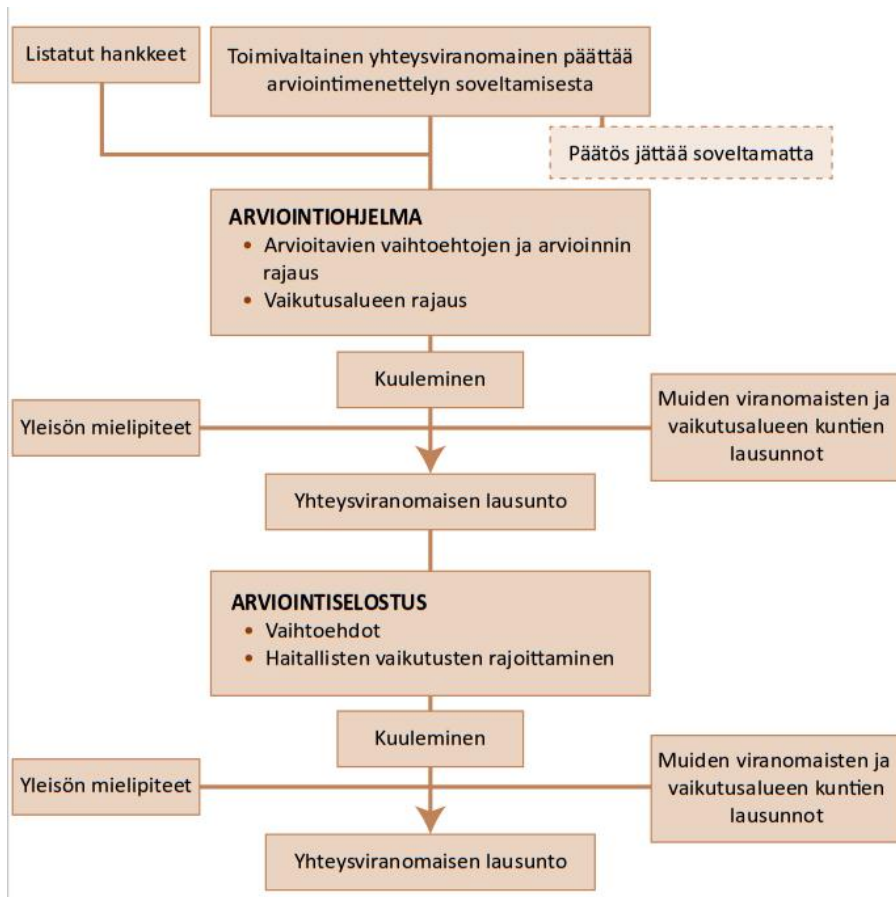 Listatut hankkeet
Toimivaltainen yhteysviranomainen päättää
arviointimenettelyn soveltamisesta
Päätös jättää soveltamatta
ARVIOINTIOHJELMA
• Arvioitavien vaihtoehtojen ja arvioinnin
rajaus
• Vaikutusalueen rajaus
Kuuleminen
Yleisön mielipiteet
Muiden viranomaisten ja
vaikutusalueen kuntien
lausunnot
Yhteysviranomaisen lausunto
ARVIOINTISELOSTUS
• Vaihtoehdot
• Haitallisten vaikutusten rajoittaminen
Kuuleminen
Yleisön mielipiteet
Muiden viranomaisten ja
vaikutusalueen kuntien
lausunnot
Yhteysviranomaisen lausunto